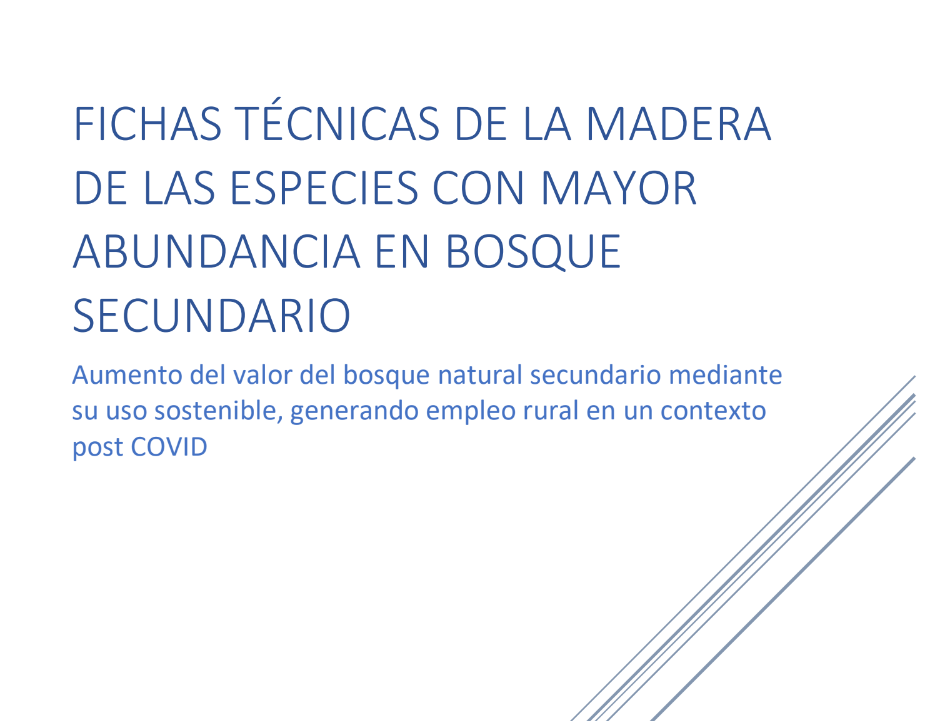 FICHAS TÉCNICAS DE LA MADERA
DE LAS ESPECIES CON MAYOR
ABUNDANCIA EN BOSQUE
SECUNDARIO
Aumento del valor del bosque natural secundario mediante
su uso sostenible, generando empleo rural en un contexto
post COVID